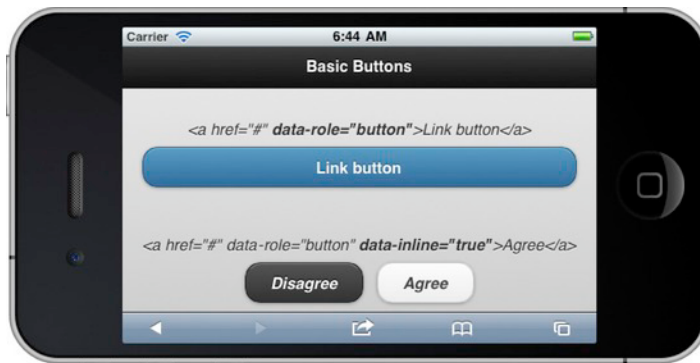 Carrier 6:44 AM
Basic Buttons
<a href="#" data-role="button">Link button</a>
Link button
<a href="#" data-role="button" data-inline="true">Agree</a>
Disagree Agree